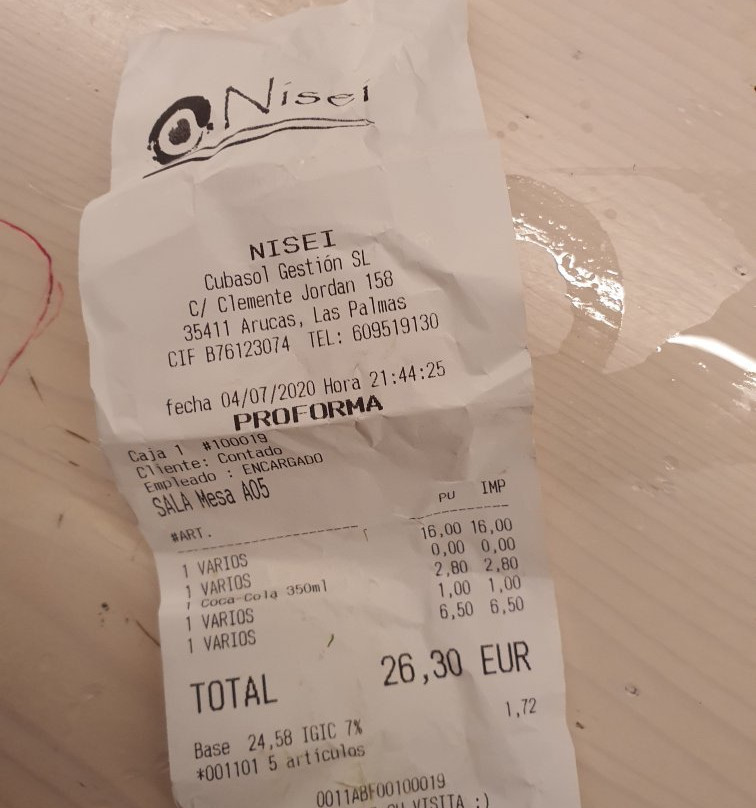 Nisei
NISEI
Cubasol Gestión SL
C/ Clemente Jordan 158
35411 Arucas, Las Palmas
CIF B76123074 TEL: 609519130
fecha 04/07/2020 Hora 21:44:25
PROFORMA
Caja 1 #100019
Cliente: Contado
Empleado : ENCARGADO
SALA Mesa A05
#ART. PU IMP
1 VARIOS 16,00 16,00
1 VARIOS 0,00 0,00
1 Coca-Cola 350ml 2,80 2,80
1 VARIOS 1,00 1,00
1 VARIOS 6,50 6,50
TOTAL 26,30 EUR
Base 24,58 IGIC 7% 1,72
*001101 5 artículos
0011ABF00100019
SU VISITA :)